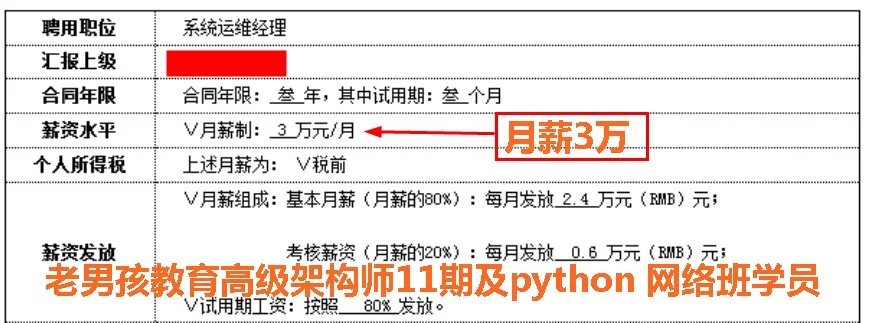 聘用职位 系统运维经理
汇报上级
合同年限 合同年限：叁 年，其中试用期：叁 个月
薪资水平 √月薪制：3 万元/月 月薪3万
个人所得税 上述月薪为： √税前
√月薪组成：基本月薪（月薪的80%）：每月发放 2.4 万元（RMB）元；
薪资发放 考核薪资（月薪的20%）：每月发放 0.6 万元（RMB）元；
老男孩教育高级架构师11期及python 网络班学员
√试用期工资：按照 80% 发放。